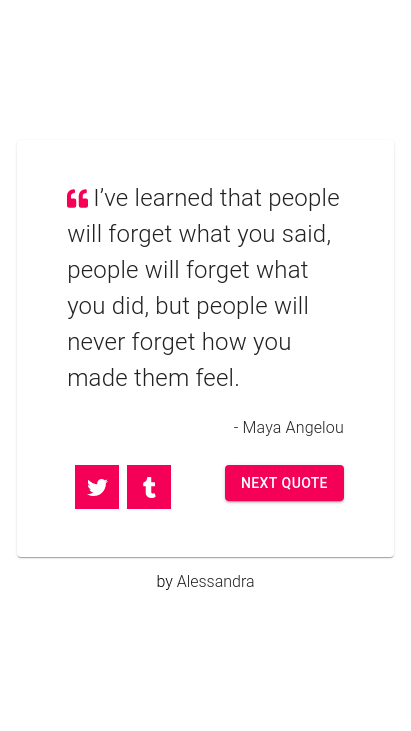 I’ve learned that people
will forget what you said,
people will forget what
you did, but people will
never forget how you
made them feel.
- Maya Angelou
NEXT QUOTE
by Alessandra